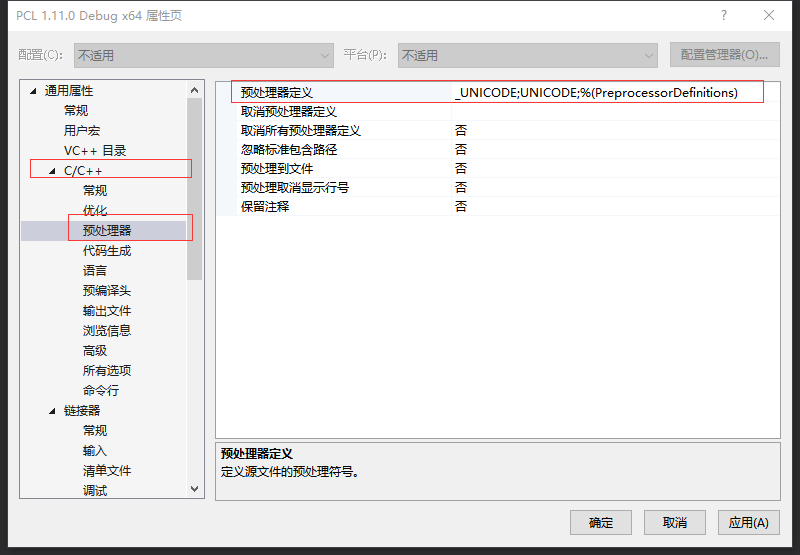 PCL 1.11.0 Debug x64 属性页
配置(C): 不适用 平台(P): 不适用 配置管理器(O)...
通用属性
常规
用户宏
VC++ 目录
C/C++
常规
优化
预处理器
代码生成
语言
预编译头
输出文件
浏览信息
高级
所有选项
命令行
链接器
常规
输入
清单文件
调试
预处理器定义 _UNICODE;UNICODE;%(PreprocessorDefinitions)
取消预处理器定义
取消所有预处理器定义 否
忽略标准包含路径 否
预处理到文件 否
预处理取消显示行号 否
保留注释 否
预处理器定义
定义源文件的预处理符号。
确定 取消 应用(A)